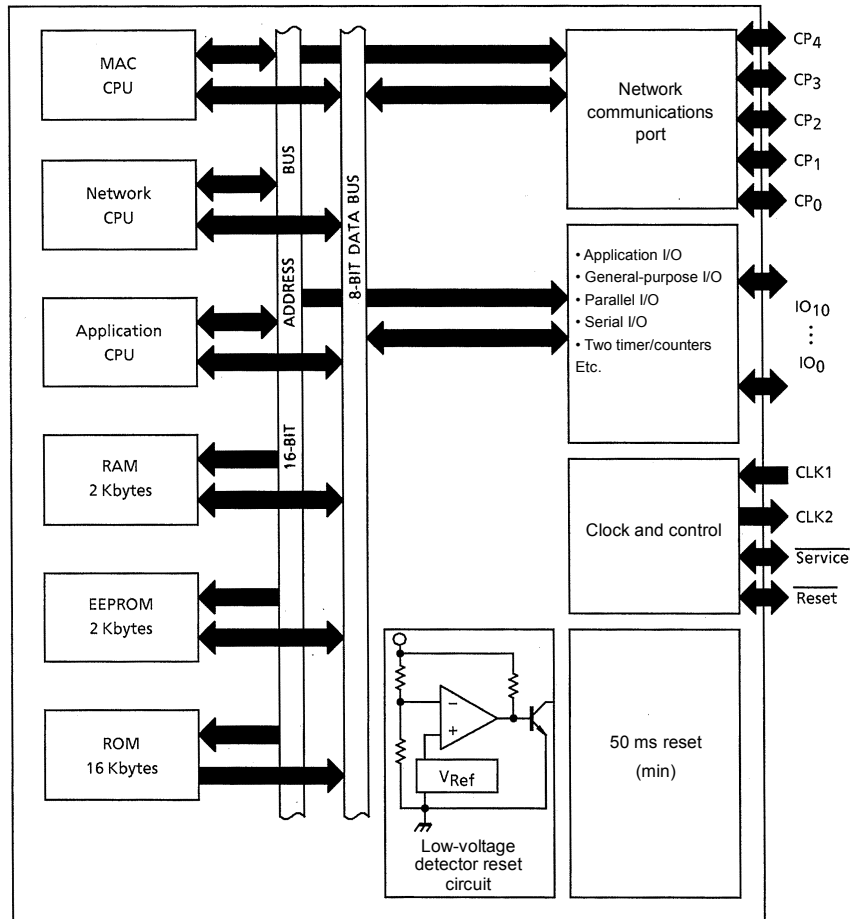 MAC
CPU
Network
CPU
Application
CPU
RAM
2 Kbytes
EEPROM
2 Kbytes
ROM
16 Kbytes
16-BIT ADDRESS BUS
8-BIT DATA BUS
Network
communications
port
CP4
CP3
CP2
CP1
CP0
• Application I/O
• General-purpose I/O
• Parallel I/O
• Serial I/O
• Two timer/counters
Etc.
IO10
IO0
Clock and control
CLK1
CLK2
Service
Reset
−
+
VRef
Low-voltage
detector reset
circuit
50 ms reset
(min)